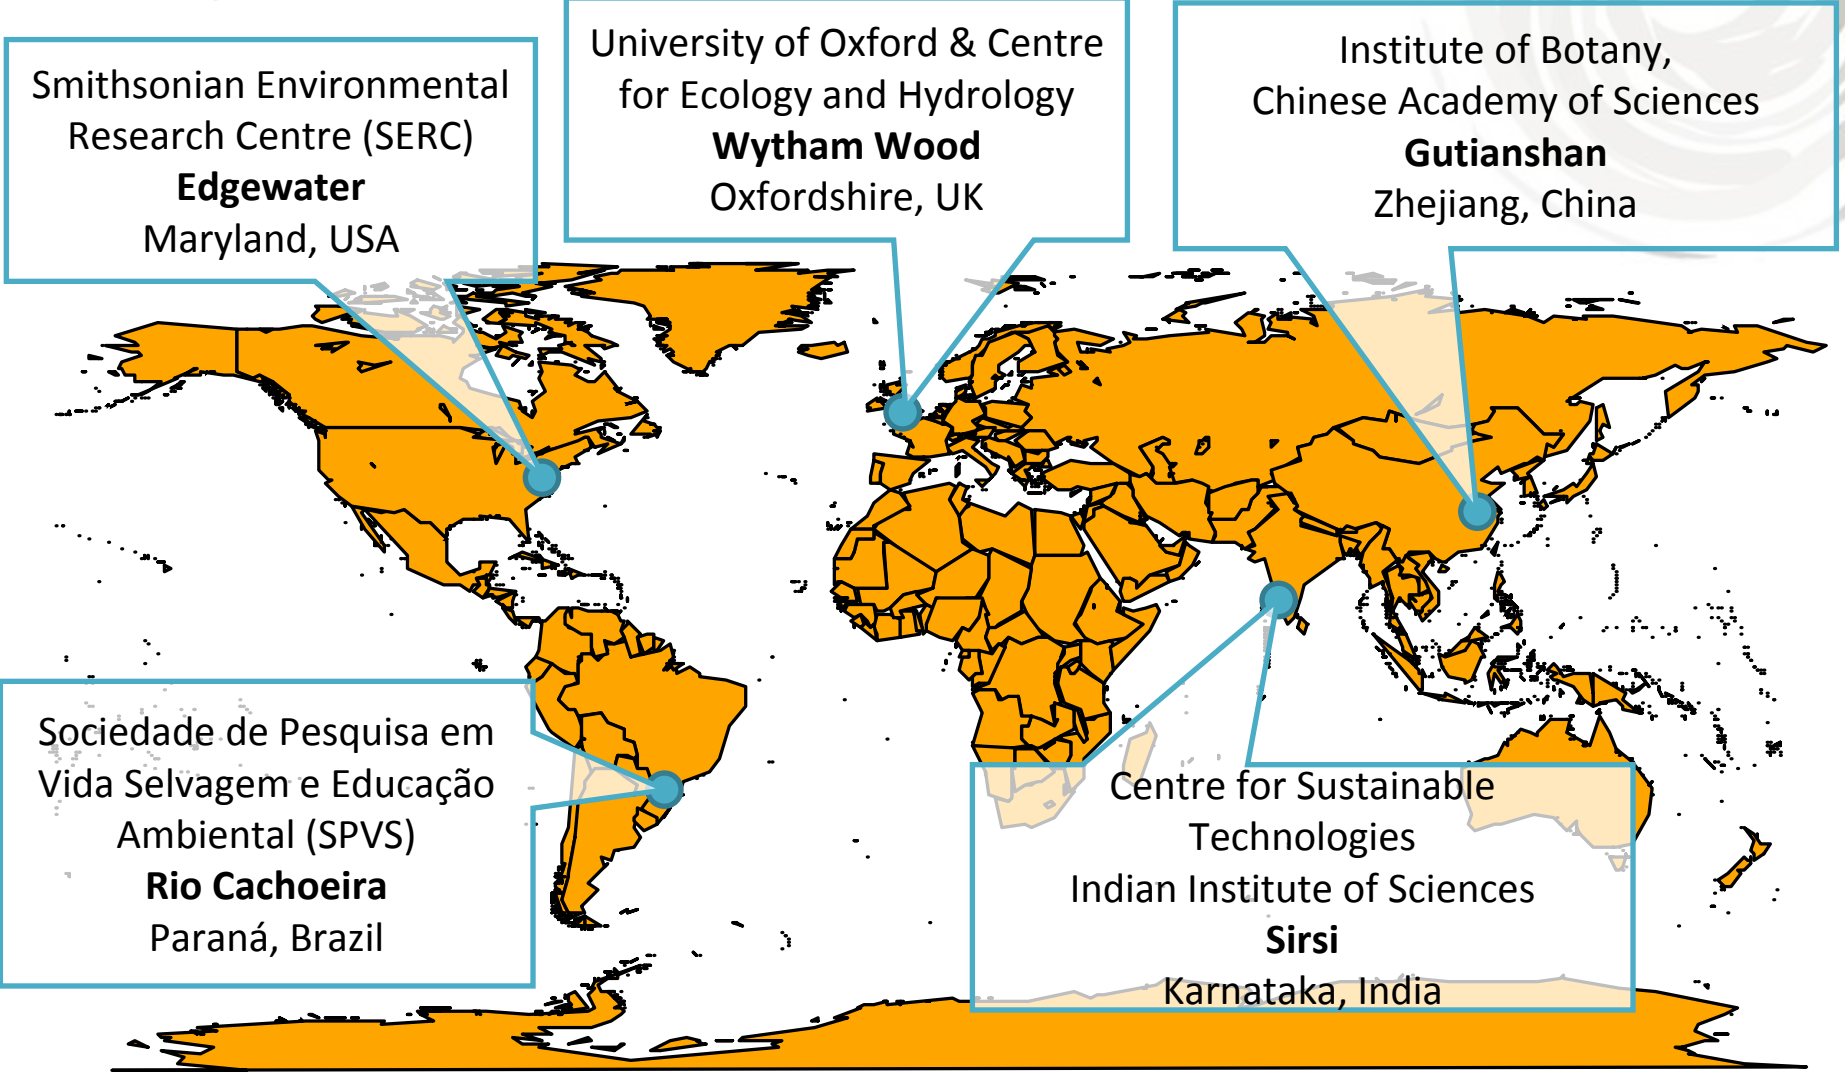 Smithsonian Environmental
Research Centre (SERC)
Edgewater
Maryland, USA
University of Oxford & Centre
for Ecology and Hydrology
Wytham Wood
Oxfordshire, UK
Institute of Botany,
Chinese Academy of Sciences
Gutianshan
Zhejiang, China
Sociedade de Pesquisa em
Vida Selvagem e Educação
Ambiental (SPVS)
Rio Cachoeira
Paraná, Brazil
Centre for Sustainable
Technologies
Indian Institute of Sciences
Sirsi
Karnataka, India